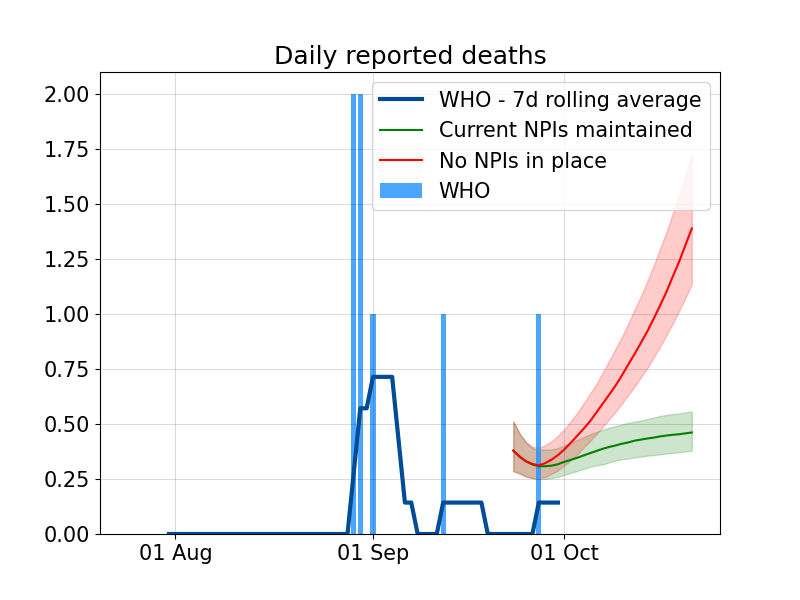 Daily reported deaths
2.00
1.75
1.50
1.25
1.00
0.75
0.50
0.25
0.00
WHO - 7d rolling average
Current NPIs maintained
No NPIs in place
WHO
01 Aug
01 Sep
01 Oct